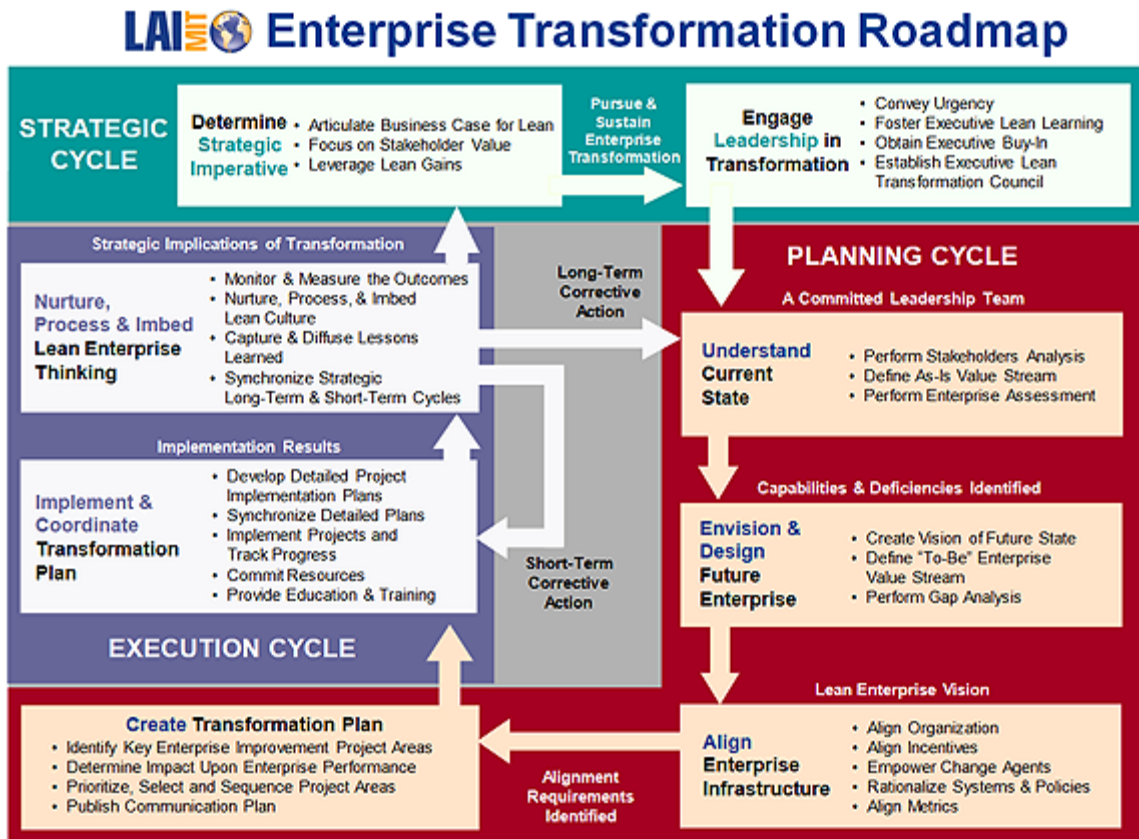 LAI MIT Enterprise Transformation Roadmap
STRATEGIC
CYCLE
Determine
Strategic
Imperative
• Articulate Business Case for Lean
• Focus on Stakeholder Value
• Leverage Lean Gains
Pursue &
Sustain
Enterprise
Transformation
Engage
Leadership in
Transformation
• Convey Urgency
• Foster Executive Lean Learning
• Obtain Executive Buy-In
• Establish Executive Lean
Transformation Council
Strategic Implications of Transformation
Nurture,
Process & Imbed
Lean Enterprise
Thinking
• Monitor & Measure the Outcomes
• Nurture, Process, & Imbed
Lean Culture
• Capture & Diffuse Lessons
Learned
• Synchronize Strategic
Long-Term & Short-Term Cycles
Long-Term
Corrective
Action
PLANNING CYCLE
A Committed Leadership Team
Understand
Current
State
• Perform Stakeholders Analysis
• Define As-Is Value Stream
• Perform Enterprise Assessment
Implementation Results
Implement &
Coordinate
Transformation
Plan
• Develop Detailed Project
Implementation Plans
• Synchronize Detailed Plans
• Implement Projects and
Track Progress
• Commit Resources
• Provide Education & Training
Short-Term
Corrective
Action
Capabilities & Deficiencies Identified
Envision &
Design
Future
Enterprise
• Create Vision of Future State
• Define "To-Be" Enterprise
Value Stream
• Perform Gap Analysis
EXECUTION CYCLE
Lean Enterprise Vision
Align
Enterprise
Infrastructure
• Align Organization
• Align Incentives
• Empower Change Agents
• Rationalize Systems & Policies
• Align Metrics
Alignment
Requirements
Identified
Create Transformation Plan
• Identify Key Enterprise Improvement Project Areas
• Determine Impact Upon Enterprise Performance
• Prioritize, Select and Sequence Project Areas
• Publish Communication Plan